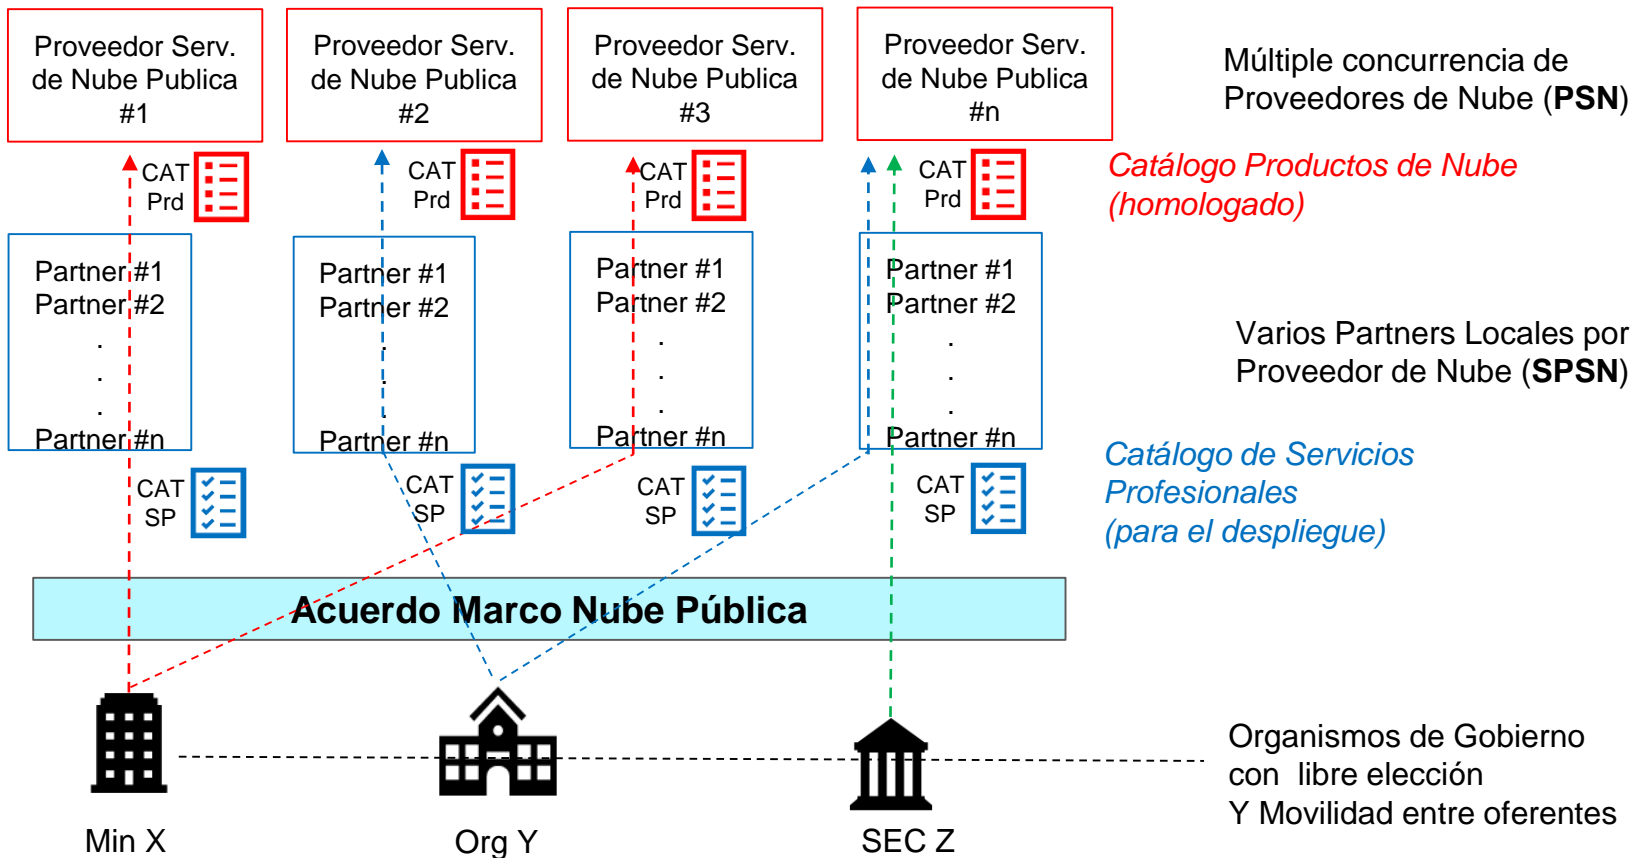 Proveedor Serv.
de Nube Publica
#1
Proveedor Serv.
de Nube Publica
#2
Proveedor Serv.
de Nube Publica
#3
Proveedor Serv.
de Nube Publica
#n
Múltiple concurrencia de
Proveedores de Nube (PSN)
CAT
Prd
CAT
Prd
CAT
Prd
CAT
Prd
Catálogo Productos de Nube
(homologado)
Partner #1
Partner #2
.
.
.
Partner #n
Partner #1
Partner #2
.
.
.
Partner #n
Partner #1
Partner #2
.
.
.
Partner #n
Partner #1
Partner #2
.
.
.
Partner #n
Varios Partners Locales por
Proveedor de Nube (SPSN)
CAT
SP
CAT
SP
CAT
SP
CAT
SP
Catálogo de Servicios
Profesionales
(para el despliegue)
Acuerdo Marco Nube Pública
Min X
Org Y
SEC Z
Organismos de Gobierno
con libre elección
Y Movilidad entre oferentes